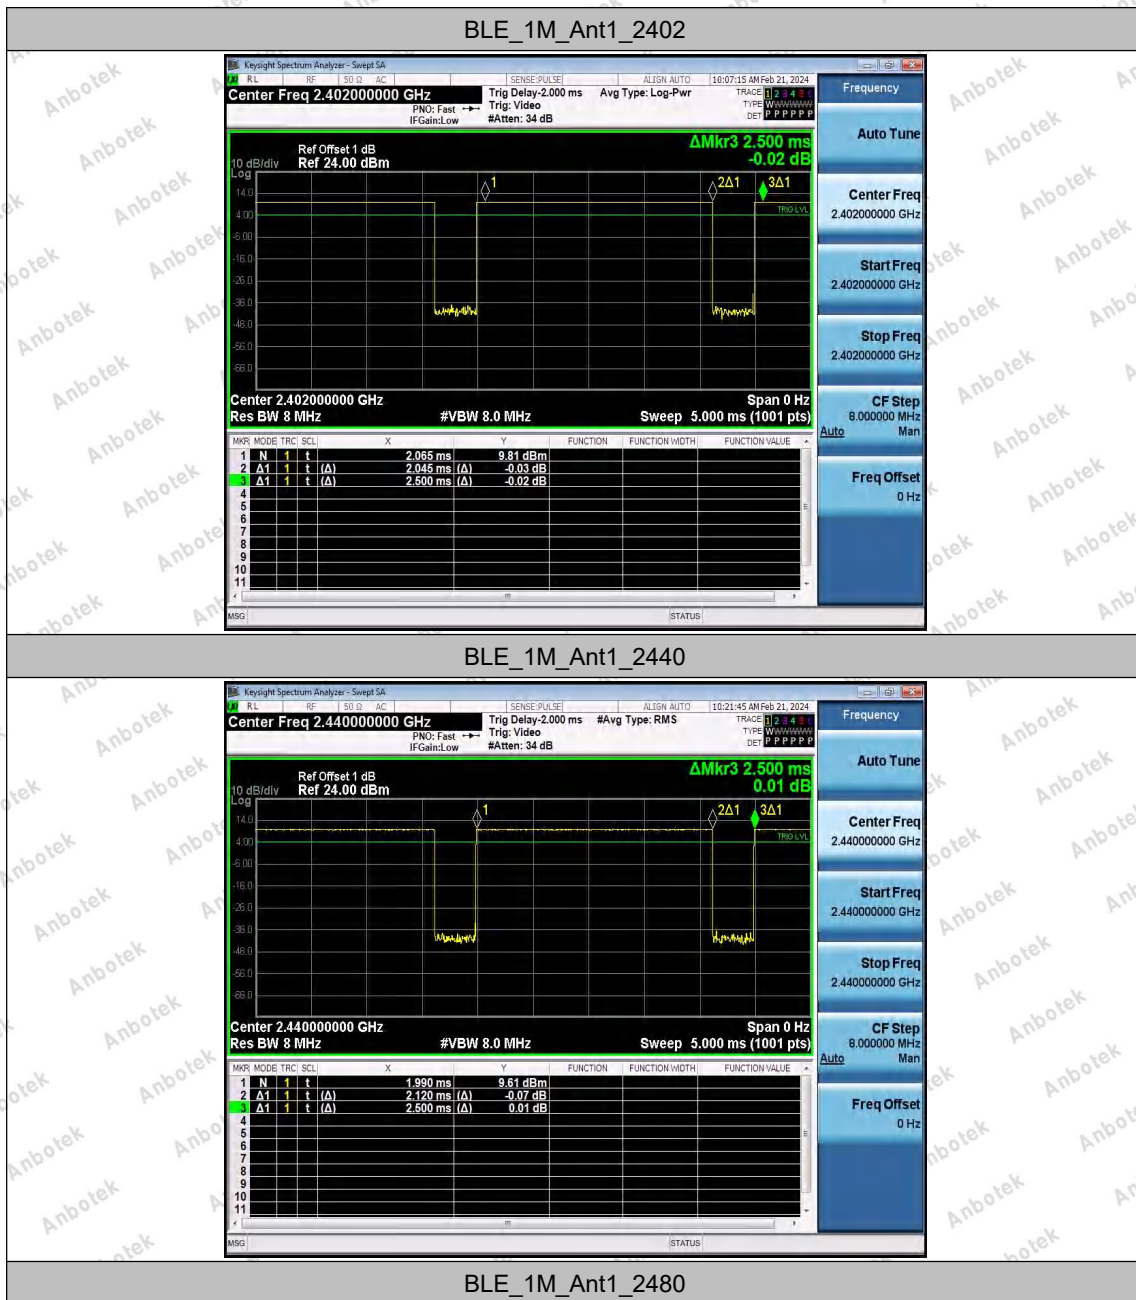 BLE_1M_Ant1_2402
Keysight Spectrum Analyzer - Swept SA
RL RF 50 Ω AC SENSE:PULSE ALIGN AUTO 10:07:15 AM Feb 21, 2024
Center Freq 2.402000000 GHz Trig Delay-2.000 ms Avg Type: Log-Pwr TRACE 1 2 3 4 5 6
PNO: Fast Trig: Video TYPE WWWWWW
IFGain:Low #Atten: 34 dB DET P P P P P P
Frequency
Auto Tune
Center Freq
2.402000000 GHz
Start Freq
2.402000000 GHz
Stop Freq
2.402000000 GHz
CF Step
8.000000 MHz
Auto Man
Freq Offset
0 Hz
ΔMkr3 2.500 ms
-0.02 dB
Ref Offset 1 dB
10 dB/div Ref 24.00 dBm
Log
14.0
4.00
-6.00
-16.0
-26.0
-36.0
-46.0
-56.0
-66.0
1
2Δ1
3Δ1
TRIG LVL
Center 2.402000000 GHz Span 0 Hz
Res BW 8 MHz #VBW 8.0 MHz Sweep 5.000 ms (1001 pts)
MKR MODE TRC SCL X Y FUNCTION FUNCTION WIDTH FUNCTION VALUE
1 N 1 t 2.065 ms 9.81 dBm
2 Δ1 1 t (Δ) 2.045 ms (Δ) -0.03 dB
3 Δ1 1 t (Δ) 2.500 ms (Δ) -0.02 dB
4
5
6
7
8
9
10
11
MSG STATUS
BLE_1M_Ant1_2440
Keysight Spectrum Analyzer - Swept SA
RL RF 50 Ω AC SENSE:PULSE ALIGN AUTO 10:21:45 AM Feb 21, 2024
Center Freq 2.440000000 GHz Trig Delay-2.000 ms #Avg Type: RMS TRACE 1 2 3 4 5 6
PNO: Fast Trig: Video TYPE WWWWWW
IFGain:Low #Atten: 34 dB DET P P P P P P
Frequency
Auto Tune
Center Freq
2.440000000 GHz
Start Freq
2.440000000 GHz
Stop Freq
2.440000000 GHz
CF Step
8.000000 MHz
Auto Man
Freq Offset
0 Hz
ΔMkr3 2.500 ms
0.01 dB
Ref Offset 1 dB
10 dB/div Ref 24.00 dBm
Log
14.0
4.00
-6.00
-16.0
-26.0
-36.0
-46.0
-56.0
-66.0
1
2Δ1
3Δ1
TRIG LVL
Center 2.440000000 GHz Span 0 Hz
Res BW 8 MHz #VBW 8.0 MHz Sweep 5.000 ms (1001 pts)
MKR MODE TRC SCL X Y FUNCTION FUNCTION WIDTH FUNCTION VALUE
1 N 1 t 1.990 ms 9.61 dBm
2 Δ1 1 t (Δ) 2.120 ms (Δ) -0.07 dB
3 Δ1 1 t (Δ) 2.500 ms (Δ) 0.01 dB
4
5
6
7
8
9
10
11
MSG STATUS
BLE_1M_Ant1_2480
Anbotek